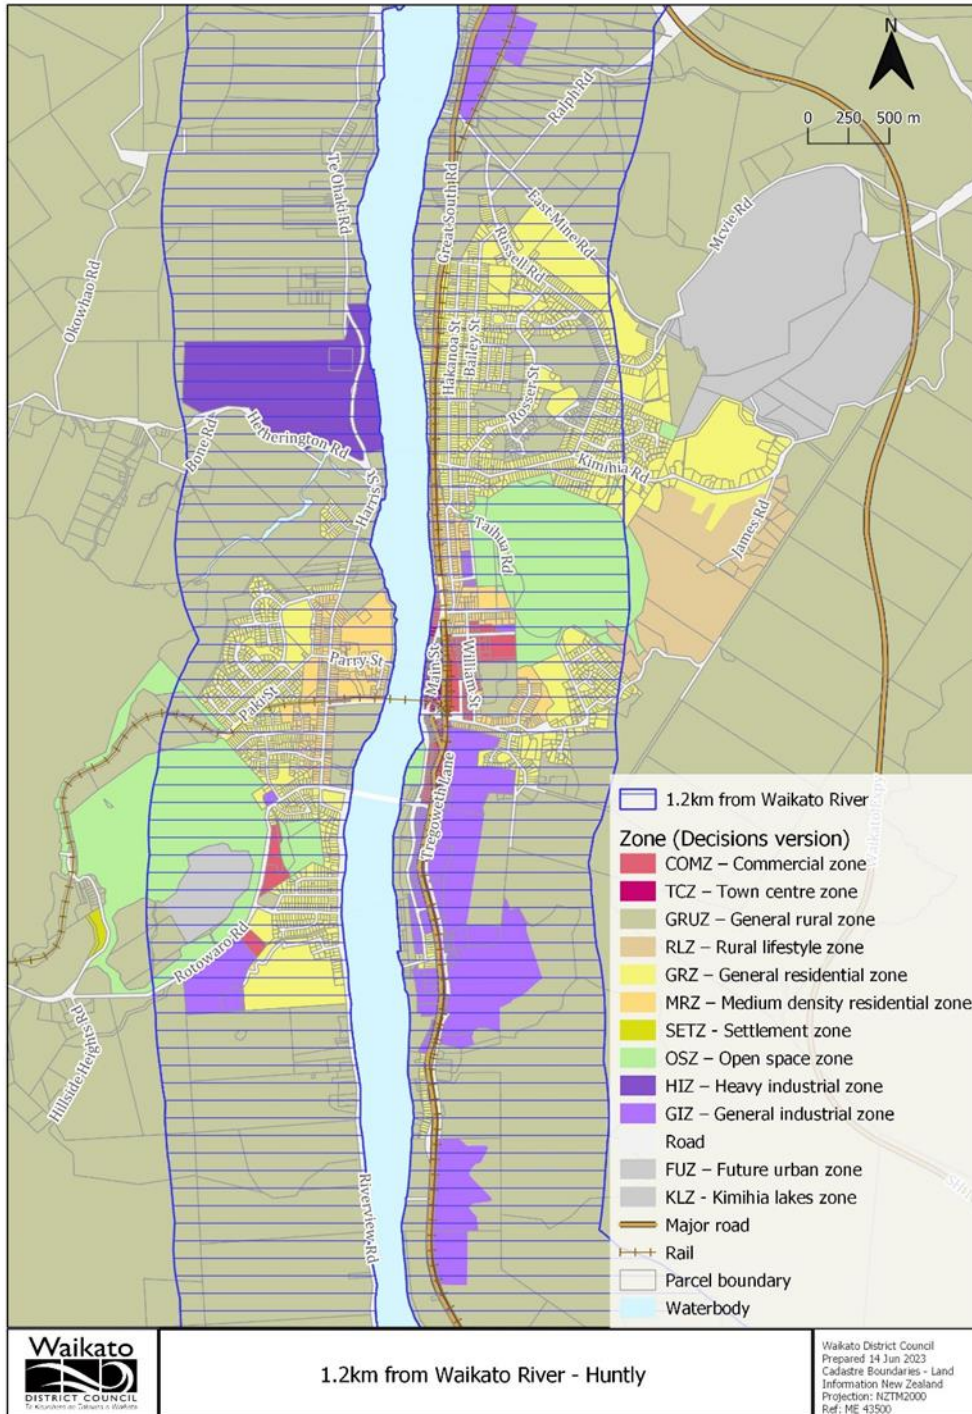 N
0 250 500 m
Ralph Rd
Te Ohaki Rd
Great South Rd
East Mine Rd
Mcvie Rd
Russell Rd
Okowhao Rd
Hakanoa St
Bailey St
Rosser St
Hetherington Rd
Bone Rd
Kimihia Rd
Harris St
Taihua Rd
James Rd
Parry St
Main St
William St
Paki St
Tregoweth Lane
Waikato Expy
Rotowaro Rd
Hillside Heights Rd
Riverview Rd
1.2km from Waikato River
Zone (Decisions version)
COMZ – Commercial zone
TCZ – Town centre zone
GRUZ – General rural zone
RLZ – Rural lifestyle zone
GRZ – General residential zone
MRZ – Medium density residential zone
SETZ - Settlement zone
OSZ – Open space zone
HIZ – Heavy industrial zone
GIZ – General industrial zone
Road
FUZ – Future urban zone
KLZ - Kimihia lakes zone
Major road
Rail
Parcel boundary
Waterbody
Waikato
DISTRICT COUNCIL
1.2km from Waikato River - Huntly
Waikato District Council
Prepared 14 Jun 2023
Cadastre Boundaries - Land
Information New Zealand
Projection: NZTM2000
Ref: ME 43500